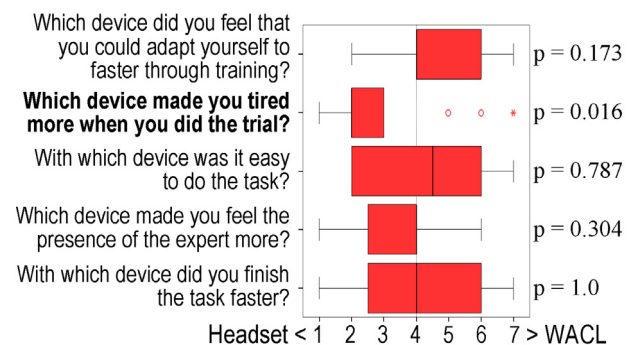 Which device did you feel that
you could adapt yourself to
faster through training?
p = 0.173
Which device made you tired
more when you did the trial?
p = 0.016
With which device was it easy
to do the task?
p = 0.787
Which device made you feel the
presence of the expert more?
p = 0.304
With which device did you finish
the task faster?
p = 1.0
Headset < 1 2 3 4 5 6 7 > WACL